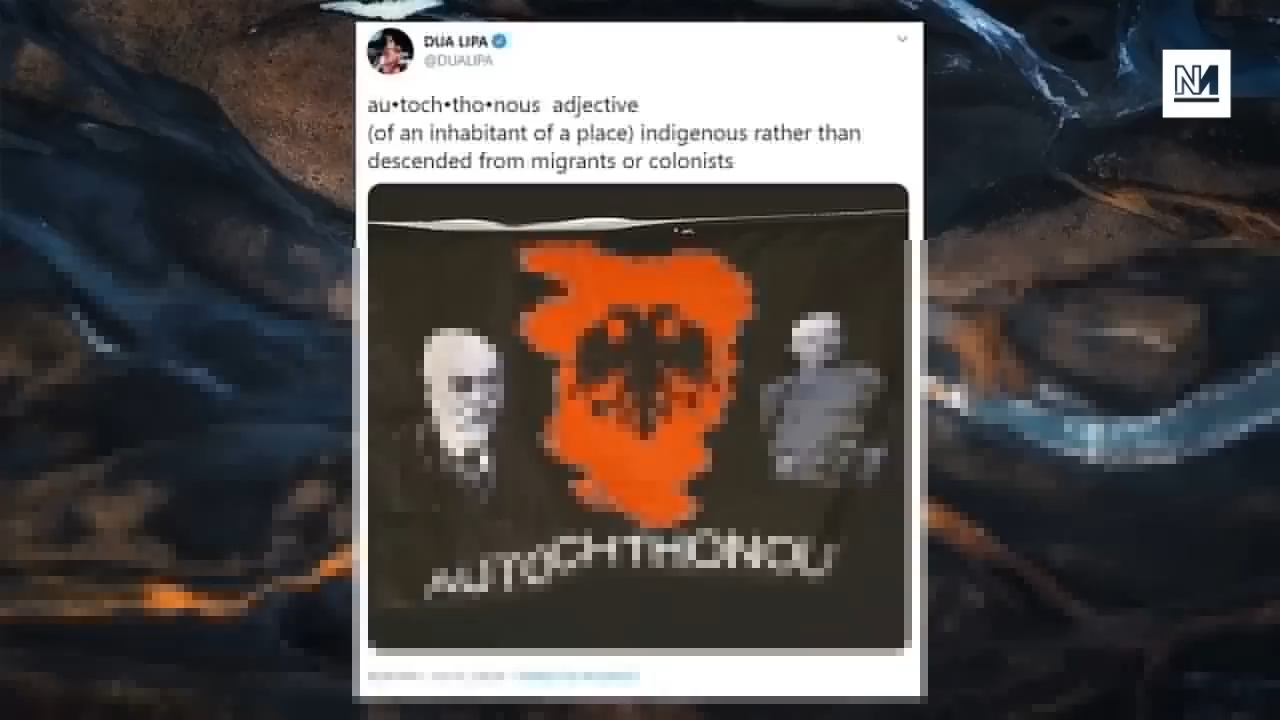 DUA LIPA
@DUALIPA
au•toch•tho•nous adjective
(of an inhabitant of a place) indigenous rather than
descended from migrants or colonists
AUTOCHTHONOU
NM